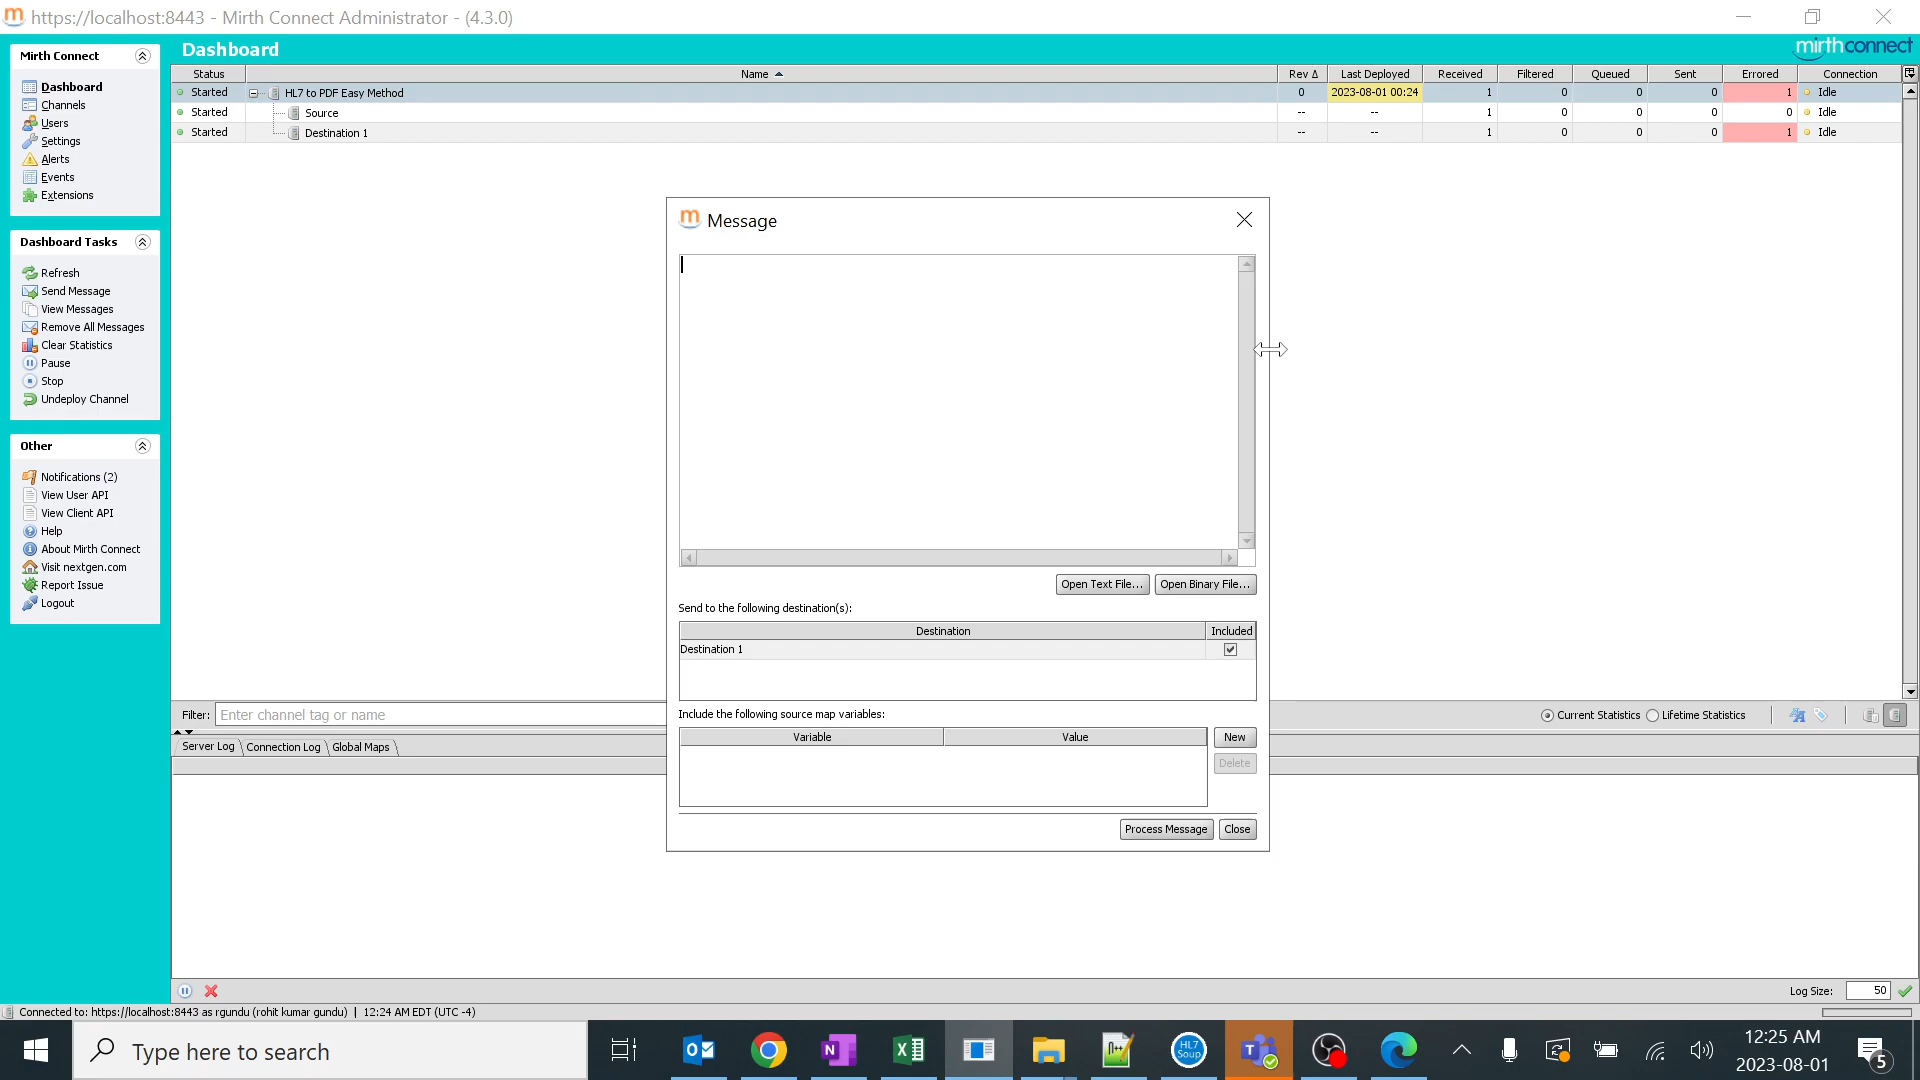 https://localhost:8443 - Mirth Connect Administrator - (4.3.0)
Mirth Connect
Dashboard
Channels
Users
Settings
Alerts
Events
Extensions
Dashboard Tasks
Refresh
Send Message
View Messages
Remove All Messages
Clear Statistics
Pause
Stop
Undeploy Channel
Other
Notifications (2)
View User API
View Client API
Help
About Mirth Connect
Visit nextgen.com
Report Issue
Logout
Dashboard
mirthconnect
Status Name Rev Δ Last Deployed Received Filtered Queued Sent Errored Connection
Started HL7 to PDF Easy Method 0 2023-08-01 00:24 1 0 0 0 1 Idle
Started Source -- -- 1 0 0 0 0 Idle
Started Destination 1 -- -- 1 0 0 0 1 Idle
Message
Open Text File... Open Binary File...
Send to the following destination(s):
Destination Included
Destination 1
Include the following source map variables:
Variable Value New
Delete
Process Message Close
Filter: Enter channel tag or name Current Statistics Lifetime Statistics
Server Log Connection Log Global Maps
Log Size: 50
Connected to: https://localhost:8443 as rgundu (rohit kumar gundu) | 12:24 AM EDT (UTC -4)
Type here to search
HL7
Soup
12:25 AM
2023-08-01
5